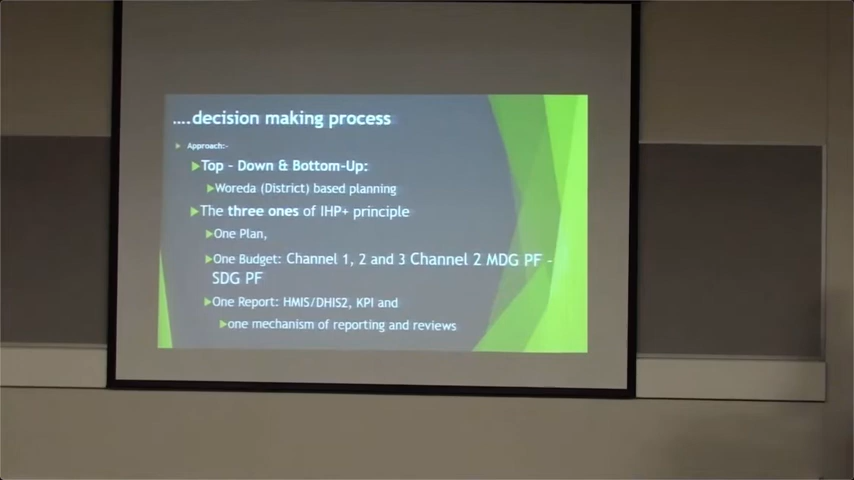 ....decision making process
Approach:-
Top – Down & Bottom-Up:
Woreda (District) based planning
The three ones of IHP+ principle
One Plan,
One Budget: Channel 1, 2 and 3 Channel 2 MDG PF –
SDG PF
One Report: HMIS/DHIS2, KPI and
one mechanism of reporting and reviews